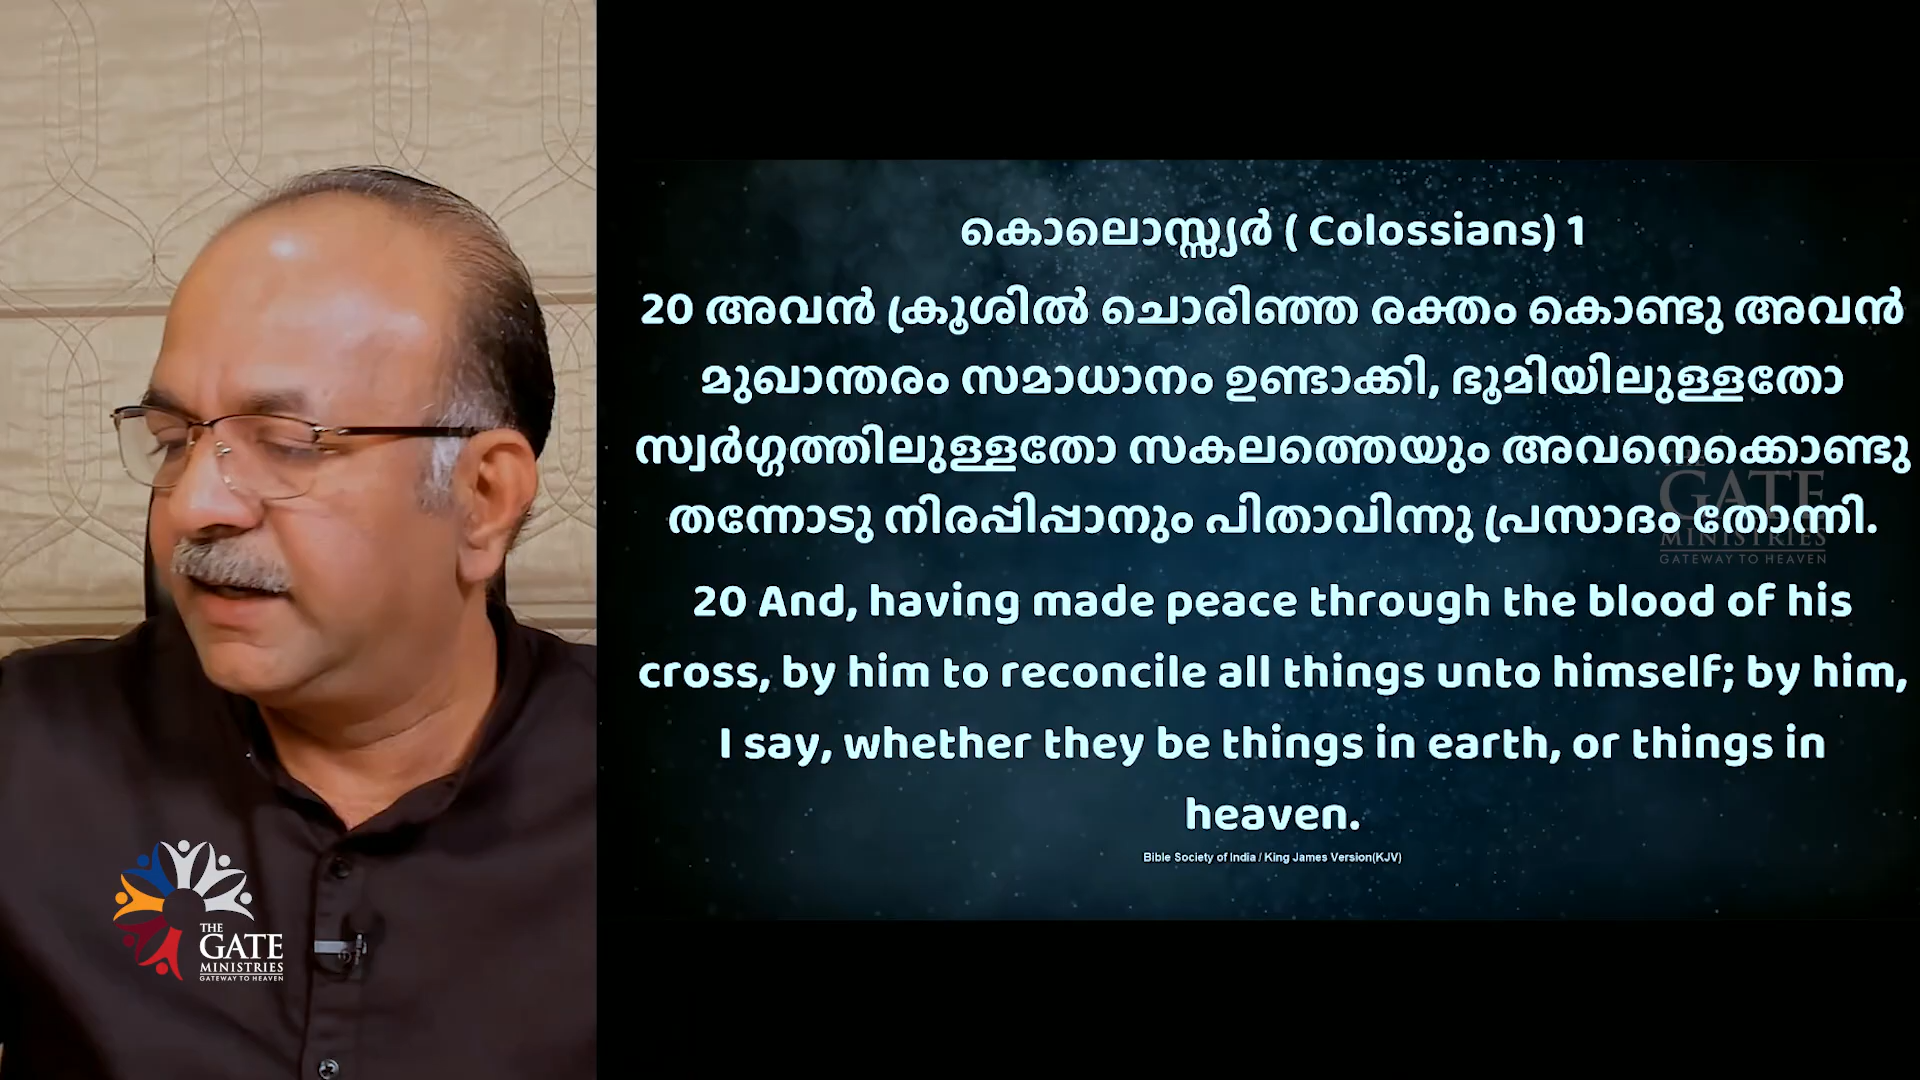 കൊലൊസ്സ്യർ ( Colossians) 1
20 അവൻ ക്രൂശിൽ ചൊരിഞ്ഞ രക്തം കൊണ്ടു അവൻ
മുഖാന്തരം സമാധാനം ഉണ്ടാക്കി, ഭൂമിയിലുള്ളതോ
സ്വർഗ്ഗത്തിലുള്ളതോ സകലത്തെയും അവനെക്കൊണ്ടു
തന്നോടു നിരപ്പിപ്പാനും പിതാവിന്നു പ്രസാദം തോന്നി.
20 And, having made peace through the blood of his
cross, by him to reconcile all things unto himself; by him,
I say, whether they be things in earth, or things in
heaven.
Bible Society of India / King James Version(KJV)
THE
GATE
MINISTRIES
GATEWAY TO HEAVEN
THE
GATE
MINISTRIES
GATEWAY TO HEAVEN